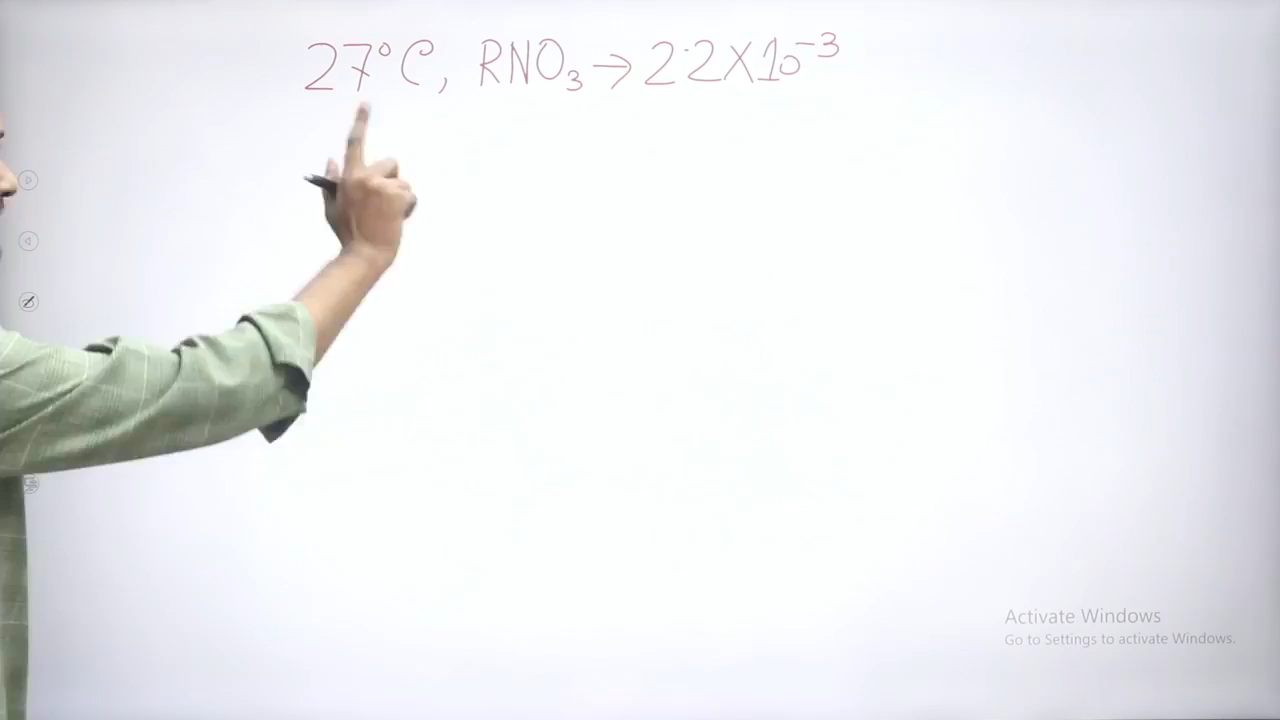 27°C, RNO₃ → 2.2×10⁻³
Activate Windows
Go to Settings to activate Windows.